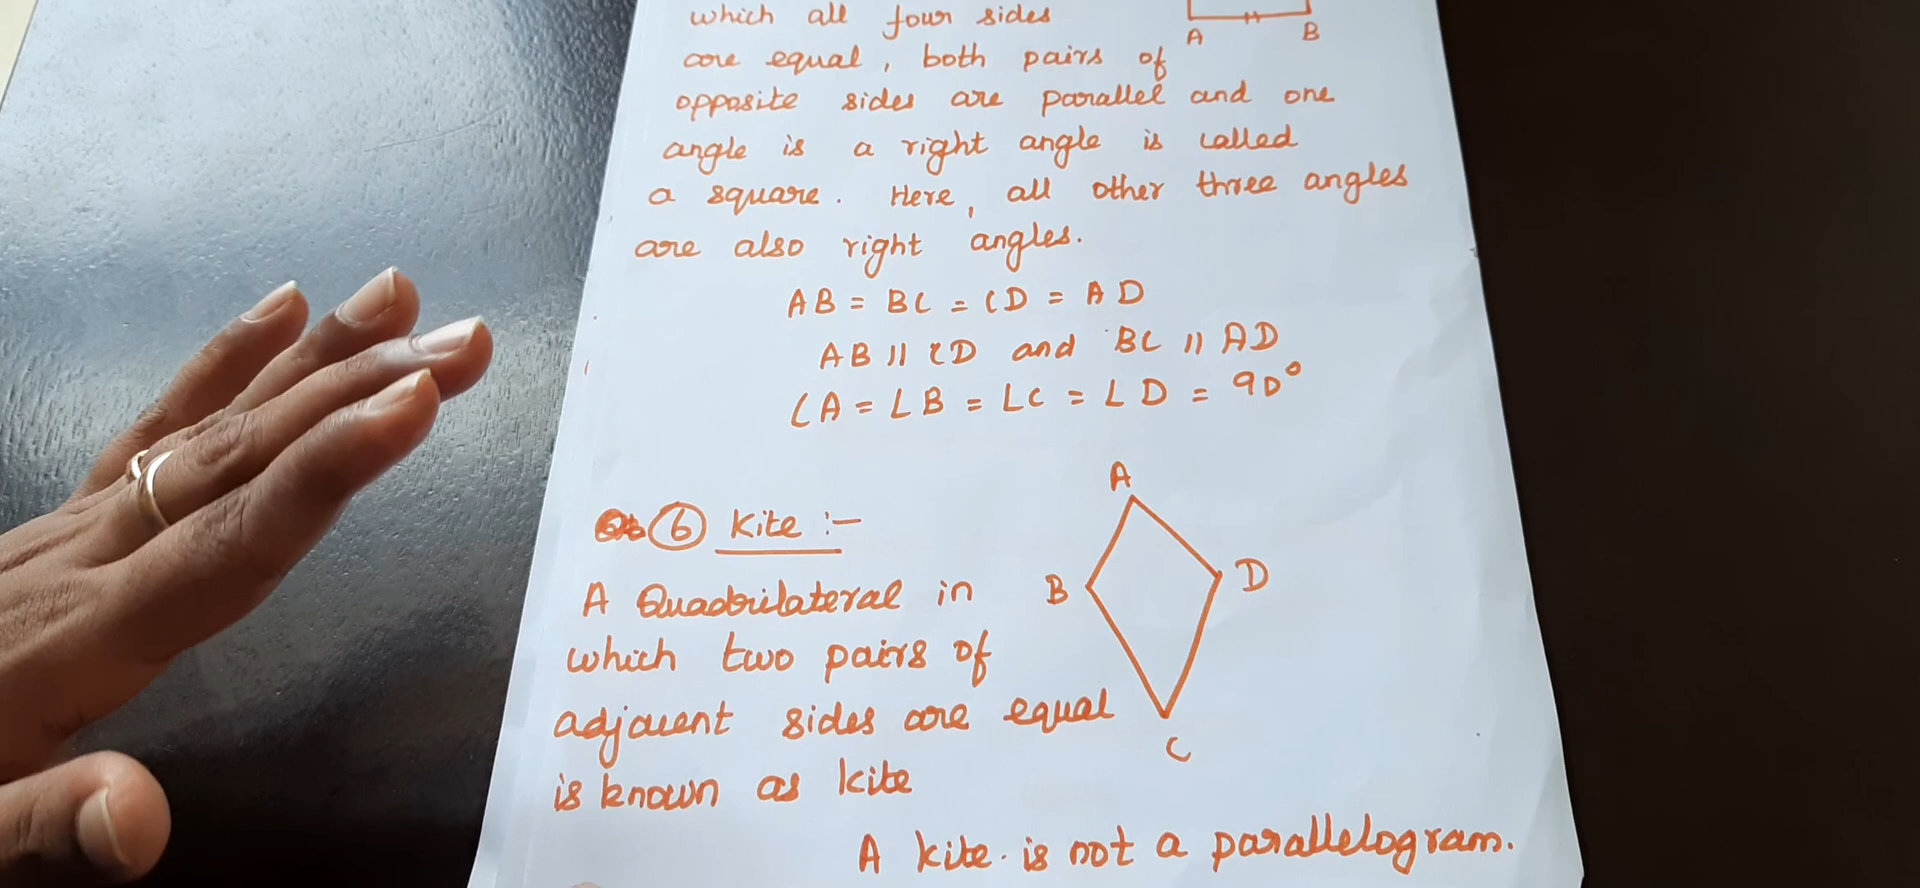 which all four sides
A B
are equal, both pairs of
opposite sides are parallel and one
angle is a right angle is called
a square. Here, all other three angles
are also right angles.
AB = BC = CD = AD
AB || CD and BC || AD
∠A = ∠B = ∠C = ∠D = 90°
6 Kite :-
A Quadrilateral in
which two pairs of
adjacent sides are equal
is known as kite
A
B
D
C
A kite is not a parallelogram.